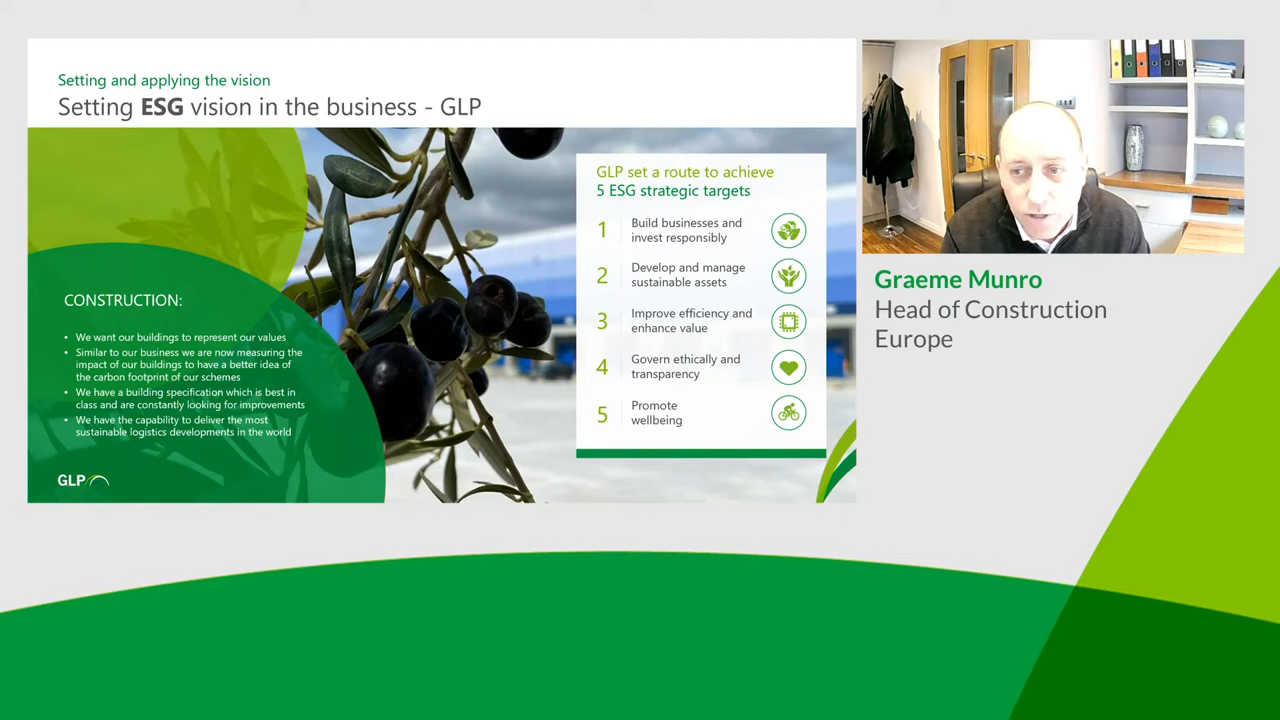 Setting and applying the vision
Setting ESG vision in the business - GLP
CONSTRUCTION:
• We want our buildings to represent our values
• Similar to our business we are now measuring the
impact of our buildings to have a better idea of
the carbon footprint of our schemes
• We have a building specification which is best in
class and are constantly looking for improvements
• We have the capability to deliver the most
sustainable logistics developments in the world
GLP
GLP set a route to achieve
5 ESG strategic targets
1 Build businesses and
invest responsibly
2 Develop and manage
sustainable assets
3 Improve efficiency and
enhance value
4 Govern ethically and
transparency
5 Promote
wellbeing
Graeme Munro
Head of Construction
Europe